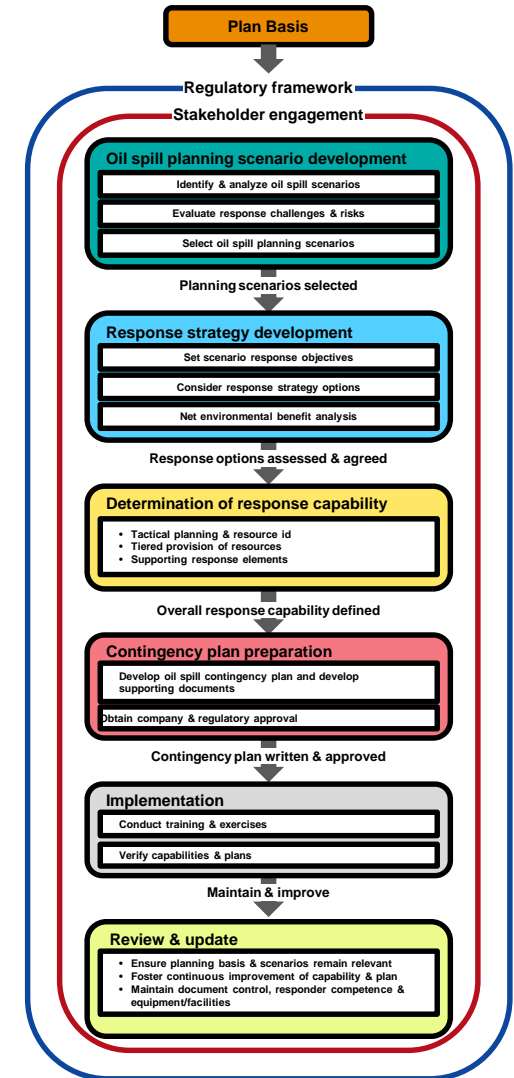 Plan Basis
Regulatory framework
Stakeholder engagement
Oil spill planning scenario development
Identify & analyze oil spill scenarios
Evaluate response challenges & risks
Select oil spill planning scenarios
Planning scenarios selected
Response strategy development
Set scenario response objectives
Consider response strategy options
Net environmental benefit analysis
Response options assessed & agreed
Determination of response capability
• Tactical planning & resource id
• Tiered provision of resources
• Supporting response elements
Overall response capability defined
Contingency plan preparation
Develop oil spill contingency plan and develop
supporting documents
Obtain company & regulatory approval
Contingency plan written & approved
Implementation
Conduct training & exercises
Verify capabilities & plans
Maintain & improve
Review & update
• Ensure planning basis & scenarios remain relevant
• Foster continuous improvement of capability & plan
• Maintain document control, responder competence &
equipment/facilities